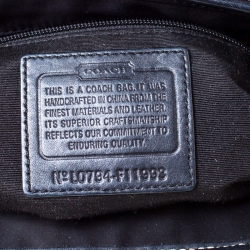 COACH
THIS IS A COACH BAG. IT WAS
HANDCRAFTED IN CHINA FROM THE
FINEST MATERIALS AND LEATHER.
ITS SUPERIOR CRAFTSMANSHIP
REFLECTS OUR COMMITMENT TO
ENDURING QUALITY.
Nº L0794-F11993